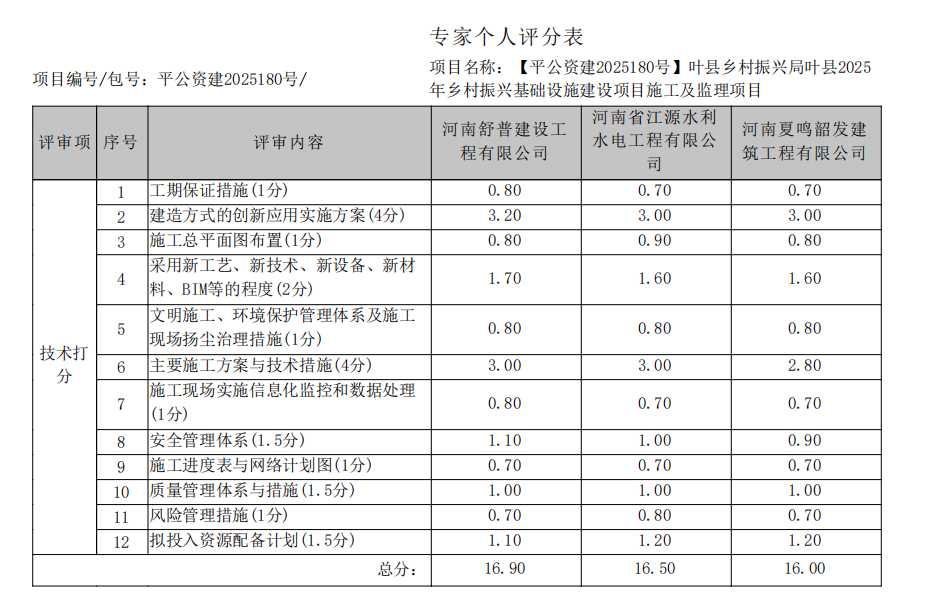 专家个人评分表
项目编号/包号：平公资建2025180号/
项目名称：【平公资建2025180号】叶县乡村振兴局叶县2025
年乡村振兴基础设施建设项目施工及监理项目
评审项 序号 评审内容 河南舒普建设工程有限公司 河南省江源水利水电工程有限公司 河南夏鸣韶发建筑工程有限公司
技术打分
1 工期保证措施(1分) 0.80 0.70 0.70
2 建造方式的创新应用实施方案(4分) 3.20 3.00 3.00
3 施工总平面图布置(1分) 0.80 0.90 0.80
4 采用新工艺、新技术、新设备、新材料、BIM等的程度(2分) 1.70 1.60 1.60
5 文明施工、环境保护管理体系及施工现场扬尘治理措施(1分) 0.80 0.80 0.80
6 主要施工方案与技术措施(4分) 3.00 3.00 2.80
7 施工现场实施信息化监控和数据处理(1分) 0.80 0.70 0.70
8 安全管理体系(1.5分) 1.10 1.00 0.90
9 施工进度表与网络计划图(1分) 0.70 0.70 0.70
10 质量管理体系与措施(1.5分) 1.00 1.00 1.00
11 风险管理措施(1分) 0.70 0.80 0.70
12 拟投入资源配备计划(1.5分) 1.10 1.20 1.20
总分： 16.90 16.50 16.00